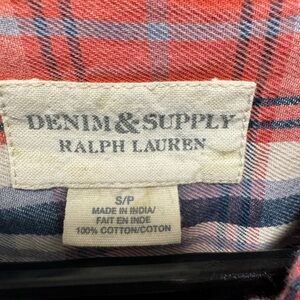 DENIM & SUPPLY
RALPH LAUREN
S/P
MADE IN INDIA/
FAIT EN INDE
100% COTTON/COTON